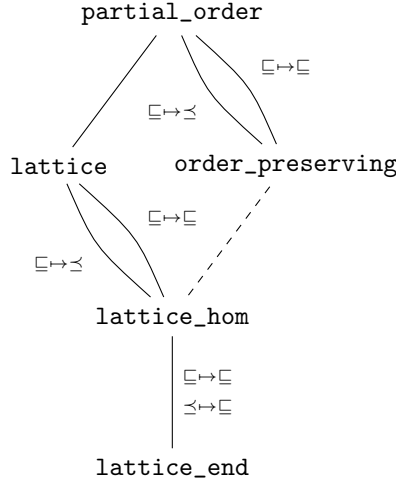 partial_order
⊑↦⊑
⊑↦⪯
lattice order_preserving
⊑↦⊑
⊑↦⪯
lattice_hom
⊑↦⊑
⪯↦⊑
lattice_end